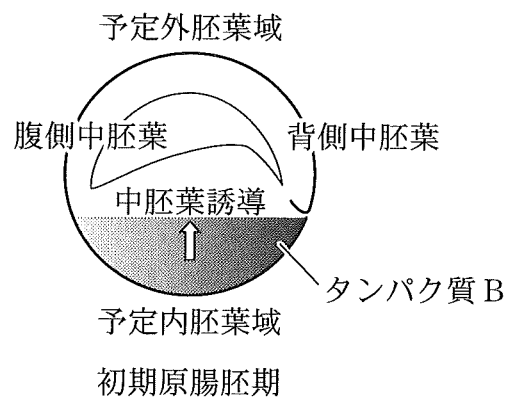 予定外胚葉域
腹側中胚葉
背側中胚葉
中胚葉誘導
タンパク質B
予定内胚葉域
初期原腸胚期